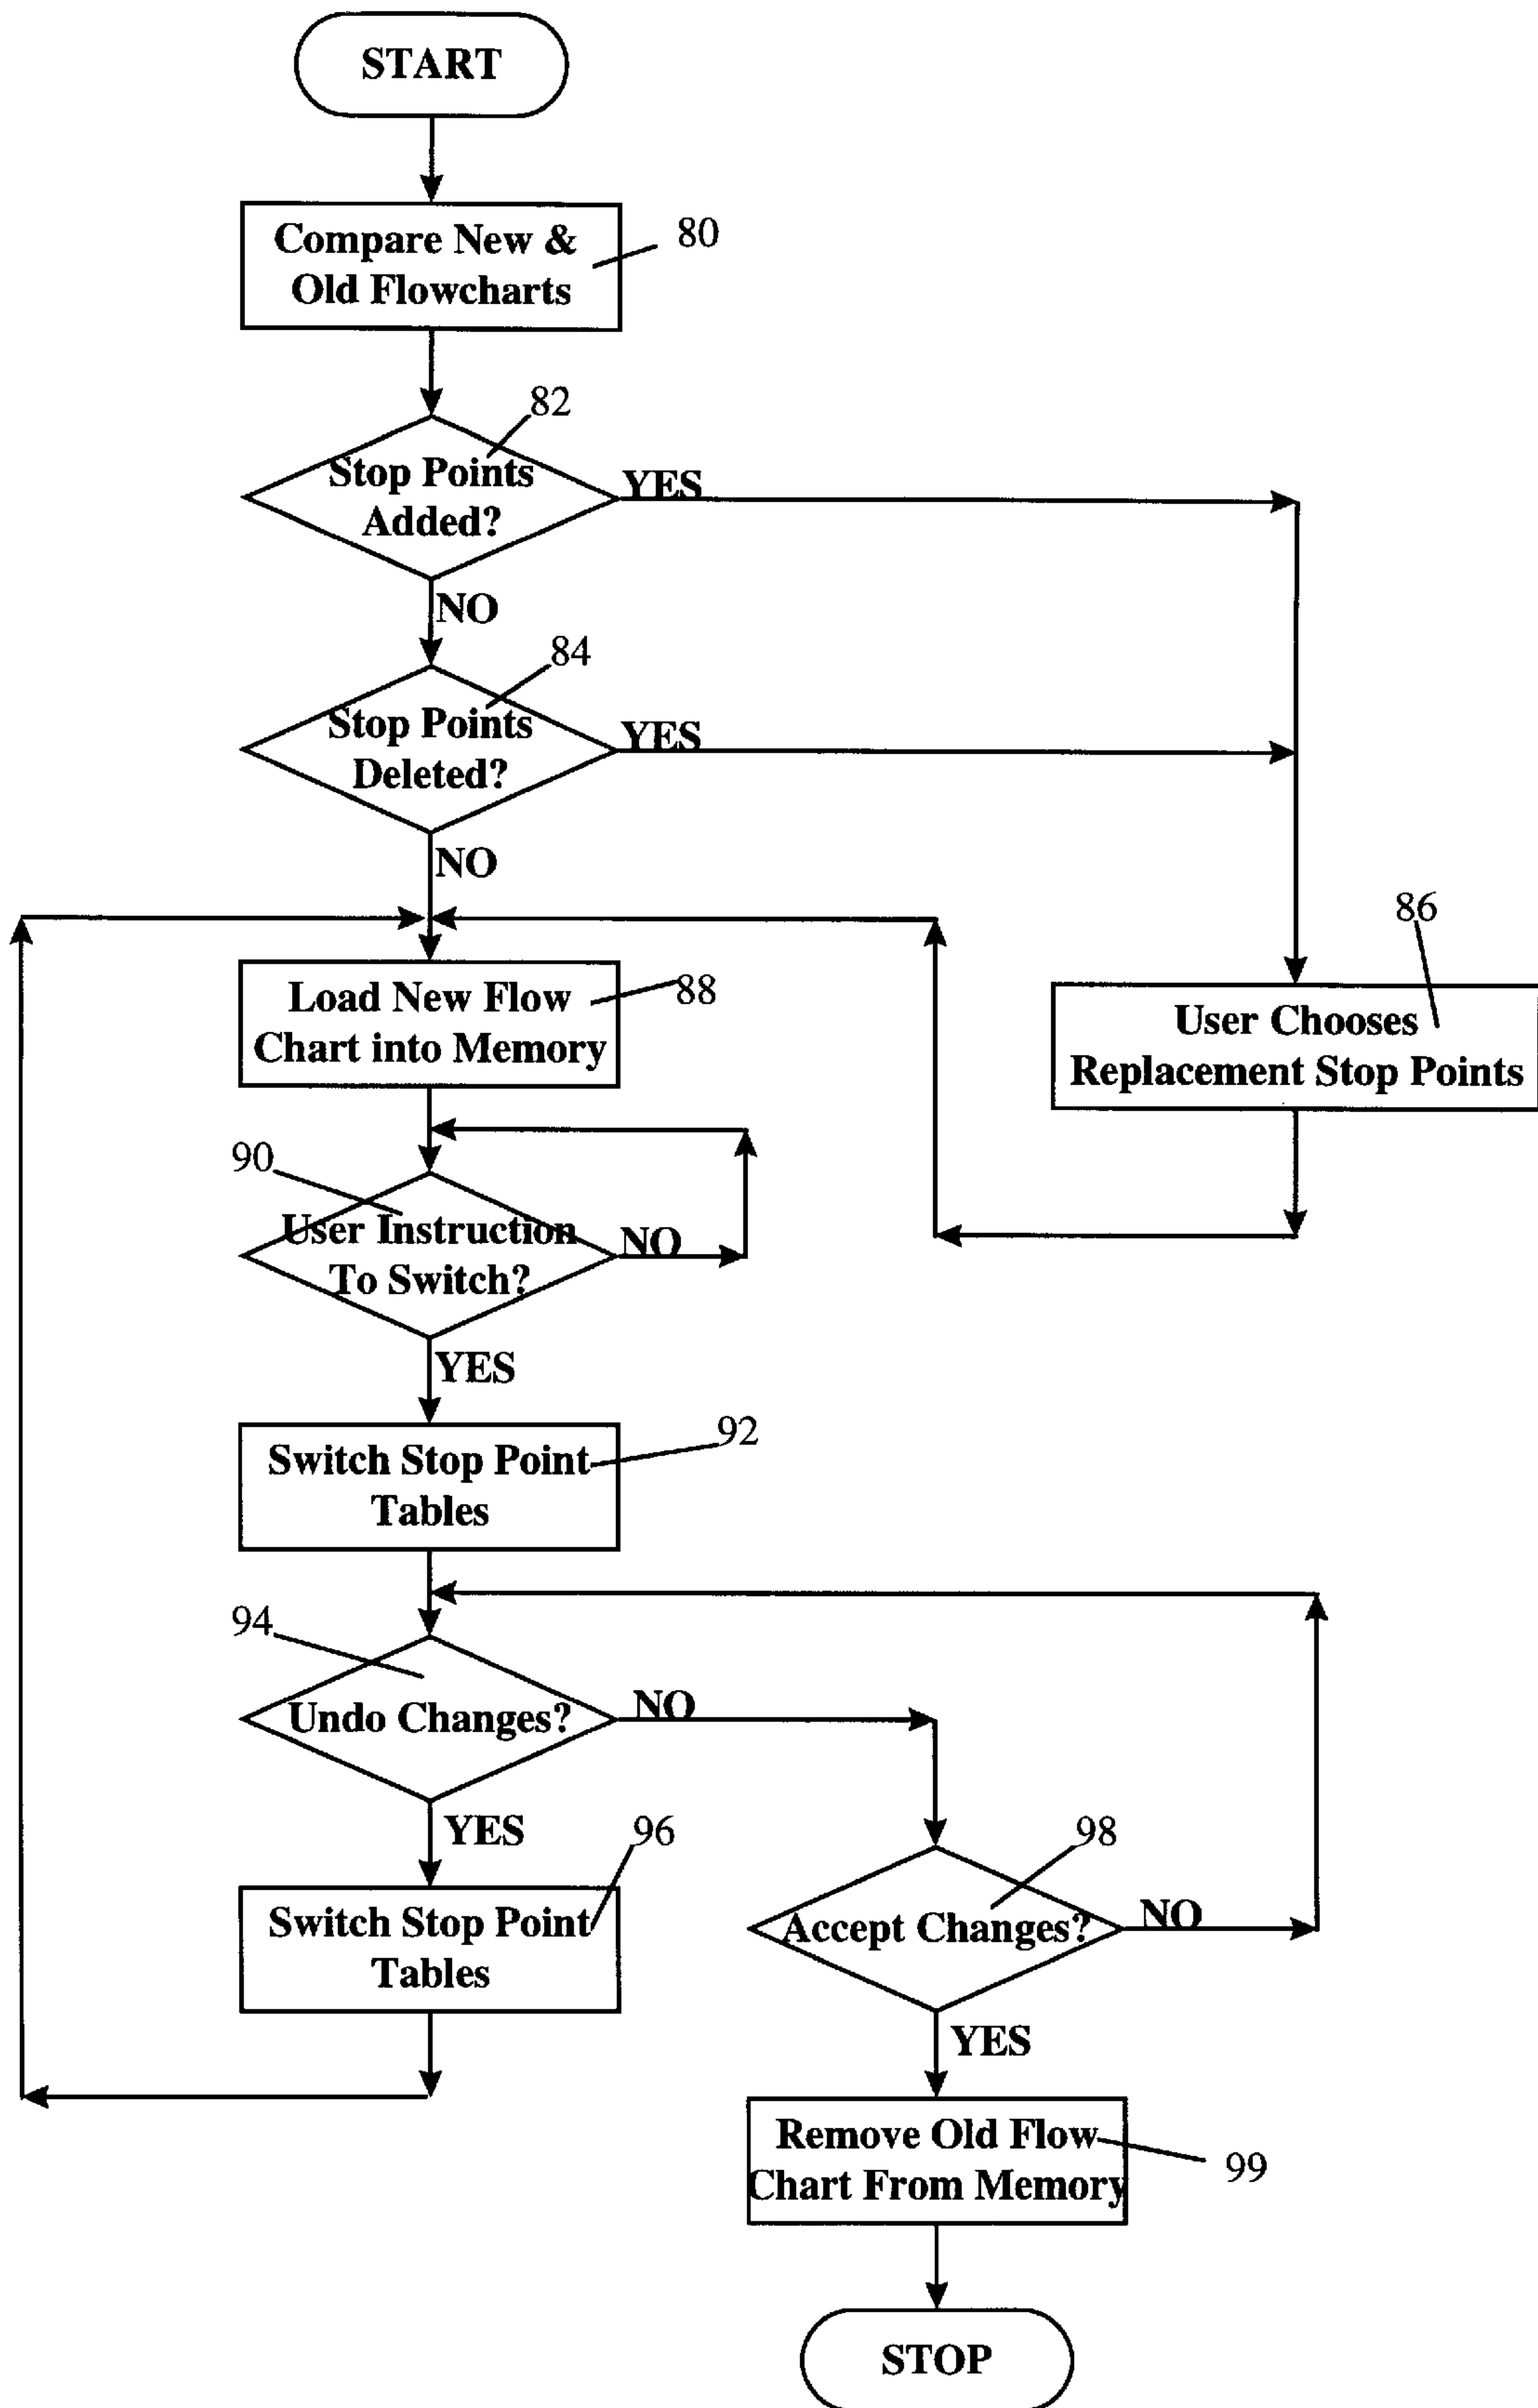 START
Compare New &
Old Flowcharts
80
82
Stop Points
Added?
YES
NO
84
Stop Points
Deleted?
YES
NO
86
User Chooses
Replacement Stop Points
Load New Flow
Chart into Memory
88
90
User Instruction
To Switch?
NO
YES
92
Switch Stop Point
Tables
94
Undo Changes?
NO
YES
96
Switch Stop Point
Tables
98
Accept Changes?
NO
YES
Remove Old Flow
Chart From Memory
99
STOP